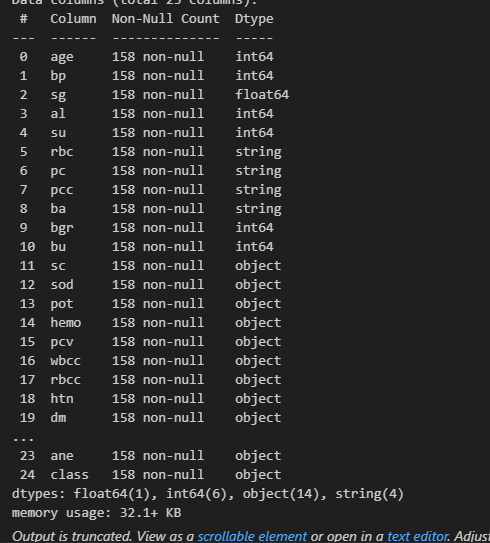 Data columns (total 25 columns):
 #   Column  Non-Null Count  Dtype
---  ------  --------------  -----
 0   age     158 non-null    int64
 1   bp      158 non-null    int64
 2   sg      158 non-null    float64
 3   al      158 non-null    int64
 4   su      158 non-null    int64
 5   rbc     158 non-null    string
 6   pc      158 non-null    string
 7   pcc     158 non-null    string
 8   ba      158 non-null    string
 9   bgr     158 non-null    int64
 10  bu      158 non-null    int64
 11  sc      158 non-null    object
 12  sod     158 non-null    object
 13  pot     158 non-null    object
 14  hemo    158 non-null    object
 15  pcv     158 non-null    object
 16  wbcc    158 non-null    object
 17  rbcc    158 non-null    object
 18  htn     158 non-null    object
 19  dm      158 non-null    object
...
 23  ane     158 non-null    object
 24  class   158 non-null    object
dtypes: float64(1), int64(6), object(14), string(4)
memory usage: 32.1+ KB
Output is truncated. View as a scrollable element or open in a text editor. Adjust